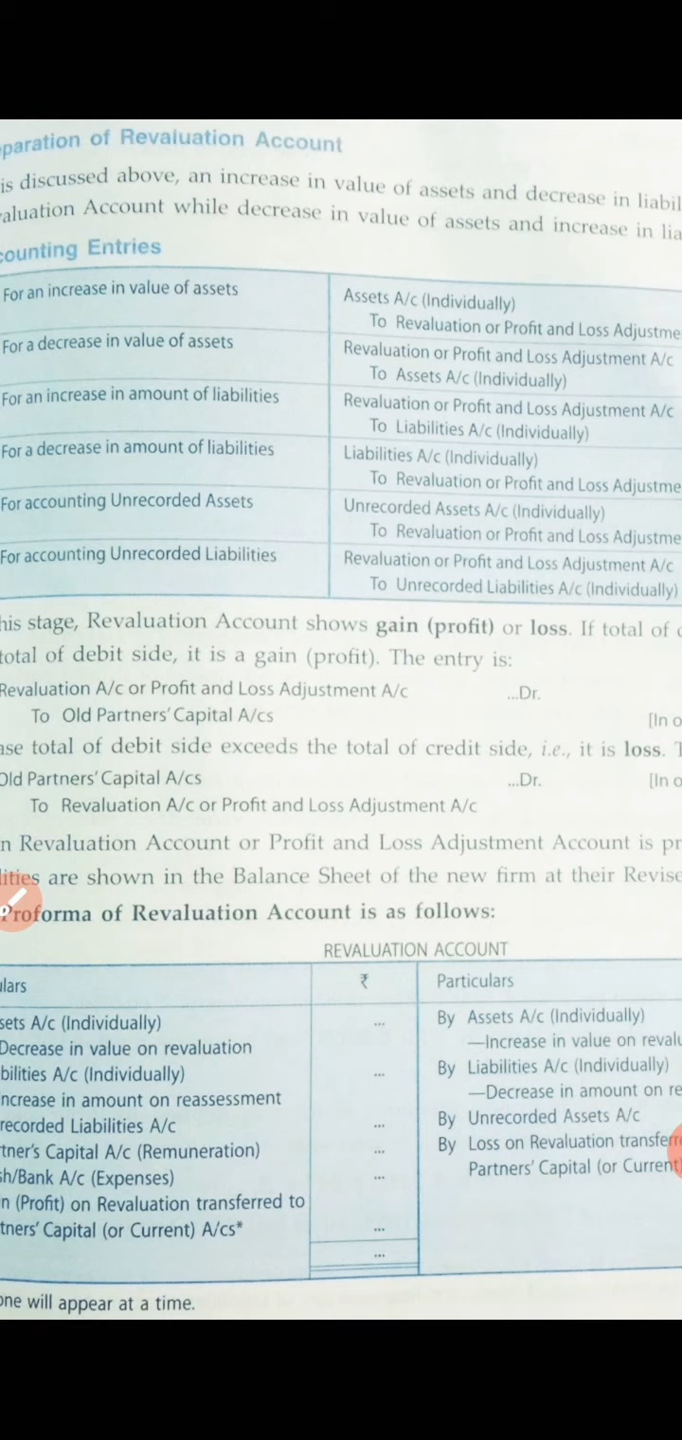 paration of Revaluation Account
is discussed above, an increase in value of assets and decrease in liabil
aluation Account while decrease in value of assets and increase in lia
counting Entries
For an increase in value of assets
Assets A/c (Individually)
To Revaluation or Profit and Loss Adjustme
For a decrease in value of assets
Revaluation or Profit and Loss Adjustment A/c
To Assets A/c (Individually)
For an increase in amount of liabilities
Revaluation or Profit and Loss Adjustment A/c
To Liabilities A/c (Individually)
For a decrease in amount of liabilities
Liabilities A/c (Individually)
To Revaluation or Profit and Loss Adjustme
For accounting Unrecorded Assets
Unrecorded Assets A/c (Individually)
To Revaluation or Profit and Loss Adjustme
For accounting Unrecorded Liabilities
Revaluation or Profit and Loss Adjustment A/c
To Unrecorded Liabilities A/c (Individually)
his stage, Revaluation Account shows gain (profit) or loss. If total of c
total of debit side, it is a gain (profit). The entry is:
Revaluation A/c or Profit and Loss Adjustment A/c ...Dr.
To Old Partners' Capital A/cs [In o
ase total of debit side exceeds the total of credit side, i.e., it is loss. T
Old Partners' Capital A/cs ...Dr. [In o
To Revaluation A/c or Profit and Loss Adjustment A/c
n Revaluation Account or Profit and Loss Adjustment Account is pr
lities are shown in the Balance Sheet of the new firm at their Revise
Proforma of Revaluation Account is as follows:
REVALUATION ACCOUNT
ulars ₹ Particulars
sets A/c (Individually) ... By Assets A/c (Individually)
Decrease in value on revaluation —Increase in value on revalu
bilities A/c (Individually) ... By Liabilities A/c (Individually)
ncrease in amount on reassessment —Decrease in amount on re
recorded Liabilities A/c ... By Unrecorded Assets A/c
tner's Capital A/c (Remuneration) ... By Loss on Revaluation transferr
sh/Bank A/c (Expenses) ... Partners' Capital (or Current)
n (Profit) on Revaluation transferred to
tners' Capital (or Current) A/cs* ...
...
one will appear at a time.